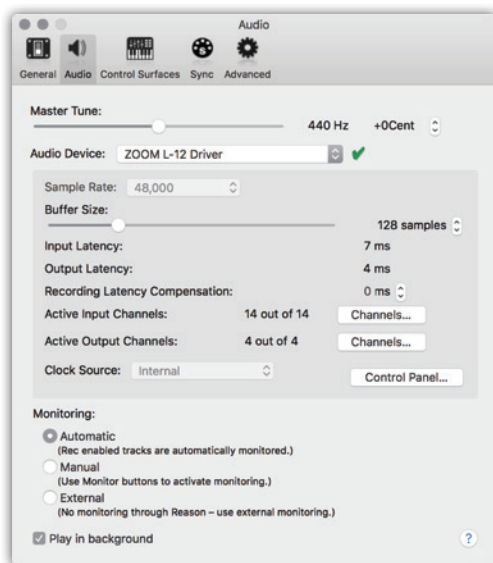 Audio
General Audio Control Surfaces Sync Advanced
Master Tune:
440 Hz +0Cent
Audio Device: ZOOM L-12 Driver
Sample Rate: 48,000
Buffer Size:
128 samples
Input Latency: 7 ms
Output Latency: 4 ms
Recording Latency Compensation: 0 ms
Active Input Channels: 14 out of 14 Channels...
Active Output Channels: 4 out of 4 Channels...
Clock Source: Internal
Control Panel...
Monitoring:
Automatic
(Rec enabled tracks are automatically monitored.)
Manual
(Use Monitor buttons to activate monitoring.)
External
(No monitoring through Reason – use external monitoring.)
Play in background ?